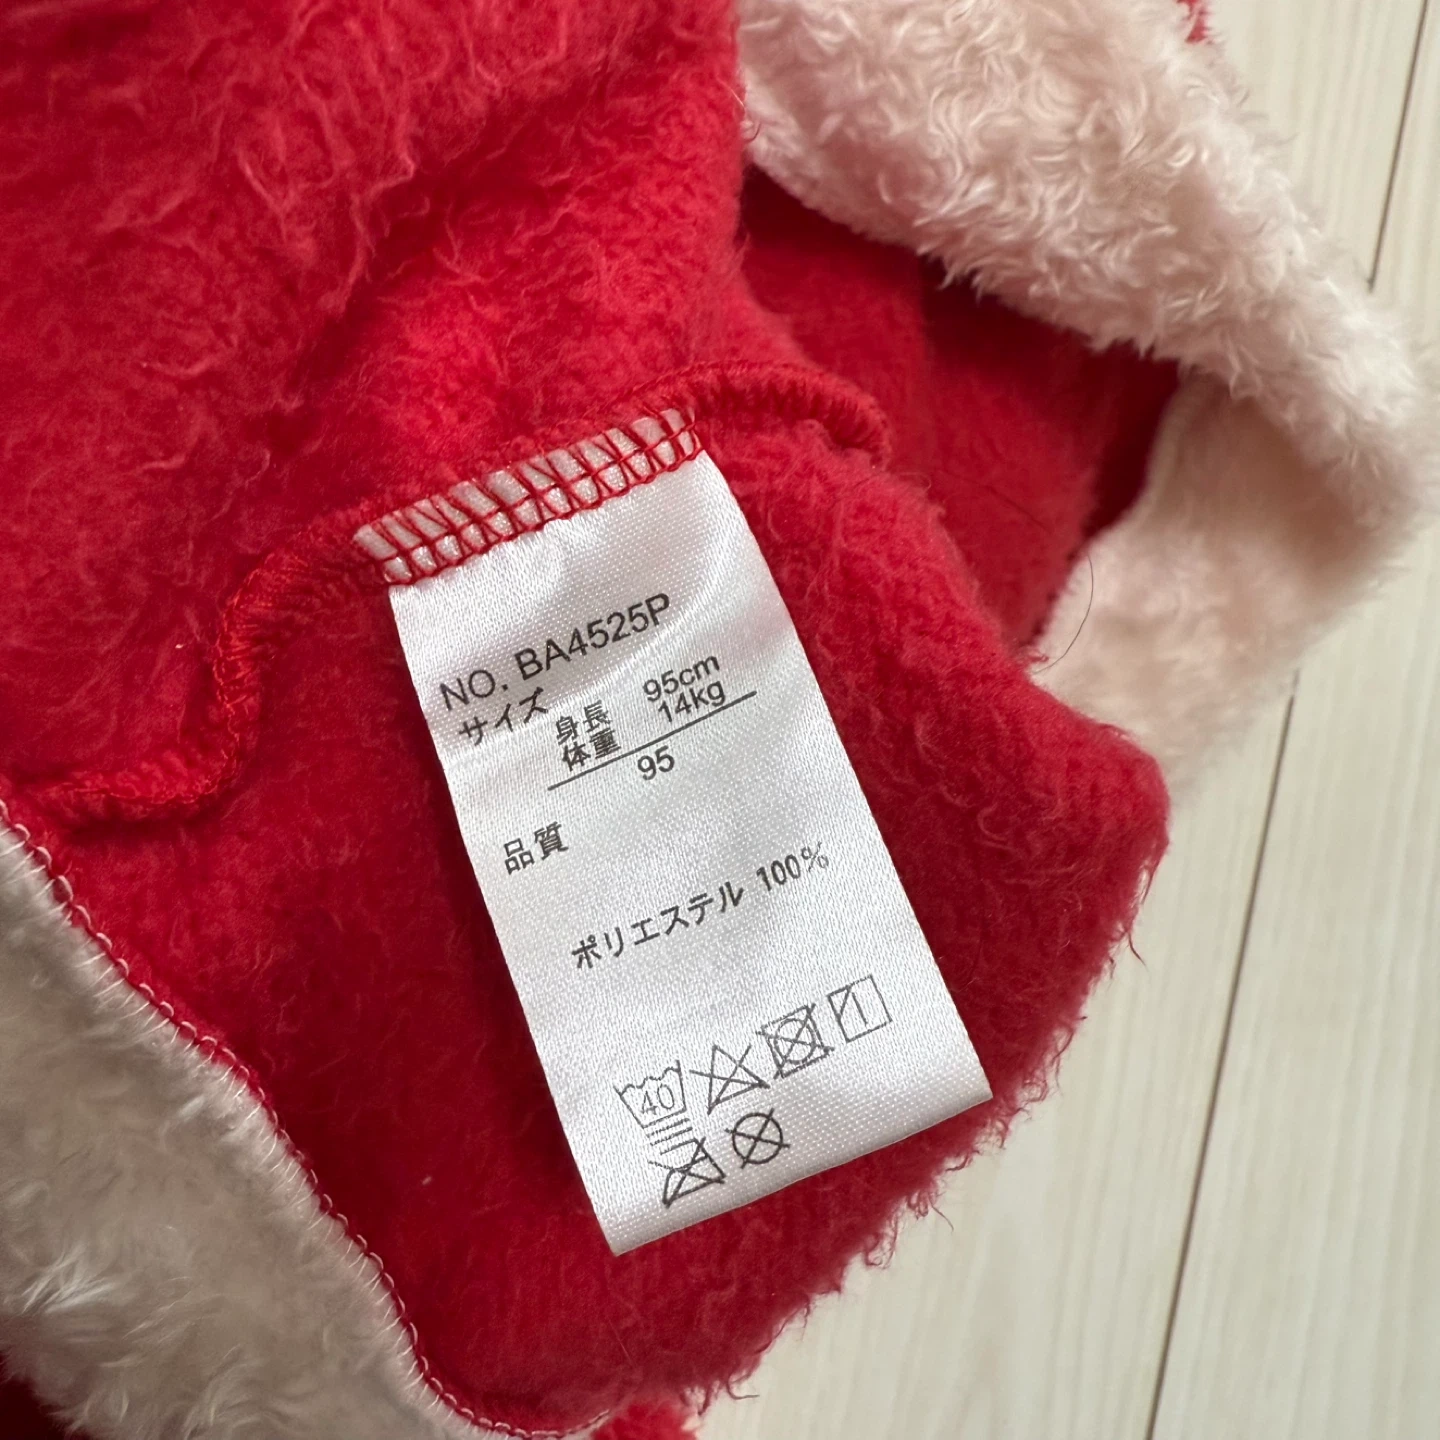 NO. BA4525P
サイズ 身長 95cm
体重 14kg
95
品質
ポリエステル 100%
40